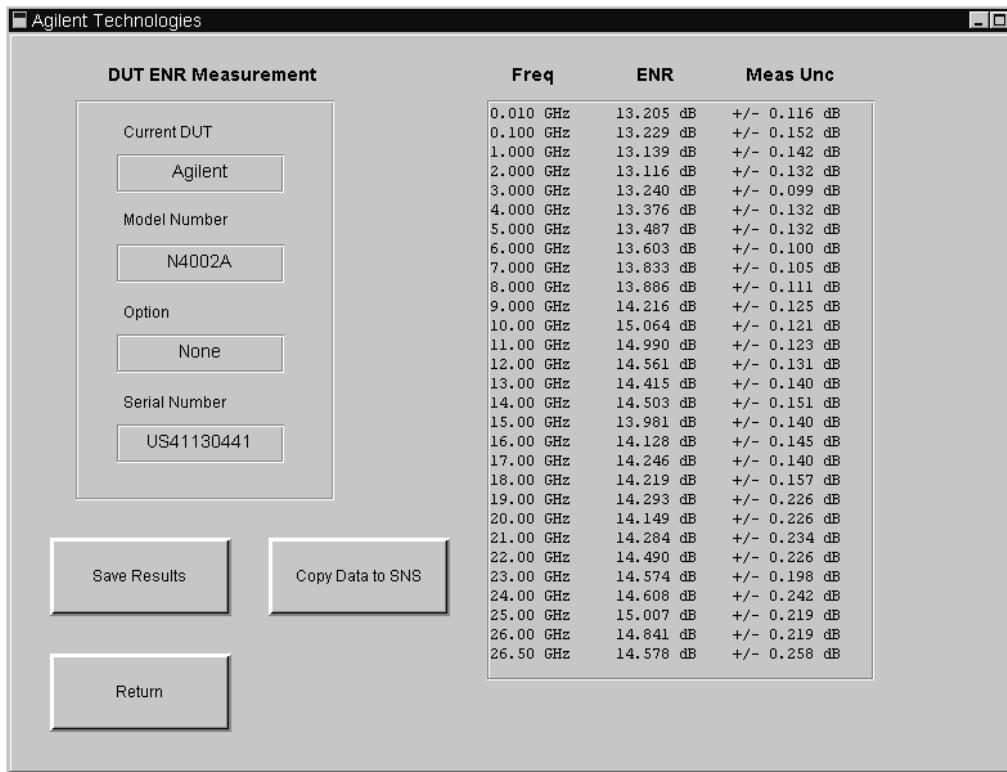 Agilent Technologies
DUT ENR Measurement
Current DUT
Agilent
Model Number
N4002A
Option
None
Serial Number
US41130441
Save Results
Copy Data to SNS
Return
Freq ENR Meas Unc
0.010 GHz 13.205 dB +/- 0.116 dB
0.100 GHz 13.229 dB +/- 0.152 dB
1.000 GHz 13.139 dB +/- 0.142 dB
2.000 GHz 13.116 dB +/- 0.132 dB
3.000 GHz 13.240 dB +/- 0.099 dB
4.000 GHz 13.376 dB +/- 0.132 dB
5.000 GHz 13.487 dB +/- 0.132 dB
6.000 GHz 13.603 dB +/- 0.100 dB
7.000 GHz 13.833 dB +/- 0.105 dB
8.000 GHz 13.886 dB +/- 0.111 dB
9.000 GHz 14.216 dB +/- 0.125 dB
10.00 GHz 15.064 dB +/- 0.121 dB
11.00 GHz 14.990 dB +/- 0.123 dB
12.00 GHz 14.561 dB +/- 0.131 dB
13.00 GHz 14.415 dB +/- 0.140 dB
14.00 GHz 14.503 dB +/- 0.151 dB
15.00 GHz 13.981 dB +/- 0.140 dB
16.00 GHz 14.128 dB +/- 0.145 dB
17.00 GHz 14.246 dB +/- 0.140 dB
18.00 GHz 14.219 dB +/- 0.157 dB
19.00 GHz 14.293 dB +/- 0.226 dB
20.00 GHz 14.149 dB +/- 0.226 dB
21.00 GHz 14.284 dB +/- 0.234 dB
22.00 GHz 14.490 dB +/- 0.226 dB
23.00 GHz 14.574 dB +/- 0.198 dB
24.00 GHz 14.608 dB +/- 0.242 dB
25.00 GHz 15.007 dB +/- 0.219 dB
26.00 GHz 14.841 dB +/- 0.219 dB
26.50 GHz 14.578 dB +/- 0.258 dB